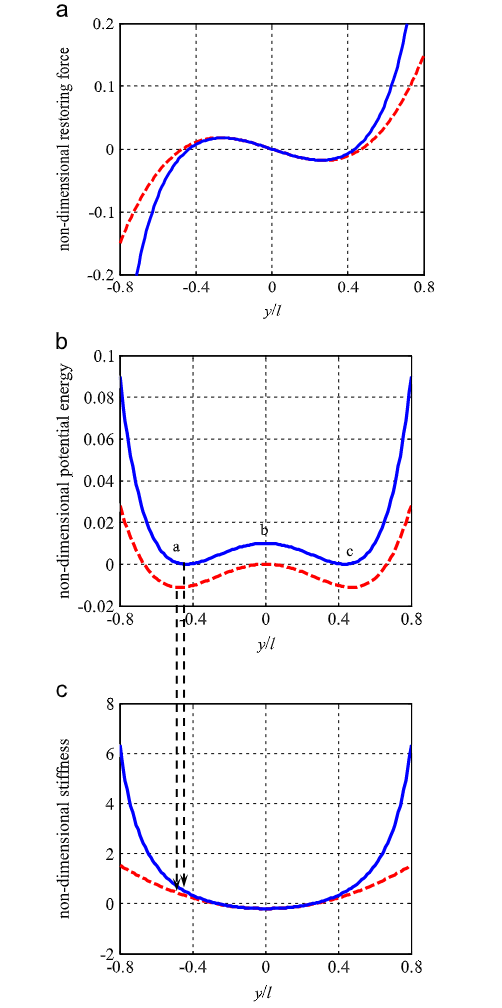 a
non-dimensional restoring force
0.2
0.1
0
-0.1
-0.2
-0.8 -0.4 0 0.4 0.8
y/l
b
non-dimensional potential energy
0.1
0.08
0.06
0.04
0.02
0
-0.02
a b c
-0.8 -0.4 0 0.4 0.8
y/l
c
non-dimensional stiffness
8
6
4
2
0
-2
-0.8 -0.4 0 0.4 0.8
y/l